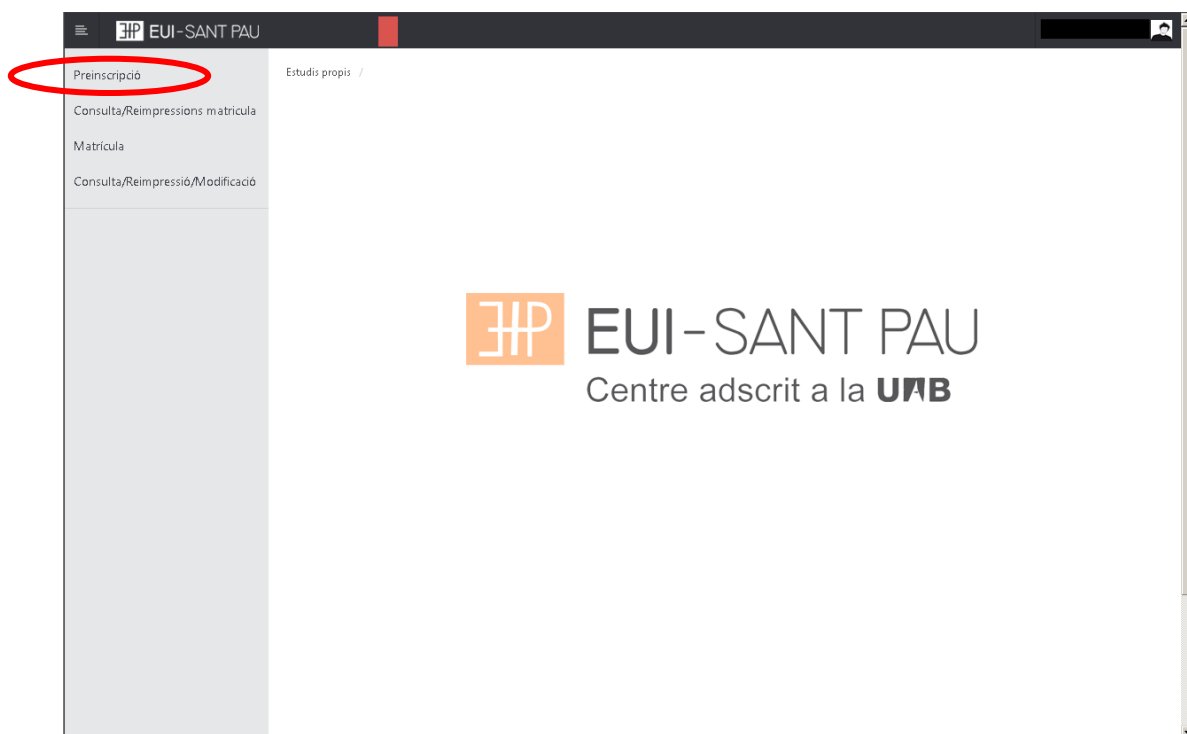 EUI-SANT PAU
Preinscripció
Estudis propis /
Consulta/Reimpressions matricula
Matrícula
Consulta/Reimpressió/Modificació
EUI-SANT PAU
Centre adscrit a la UAB